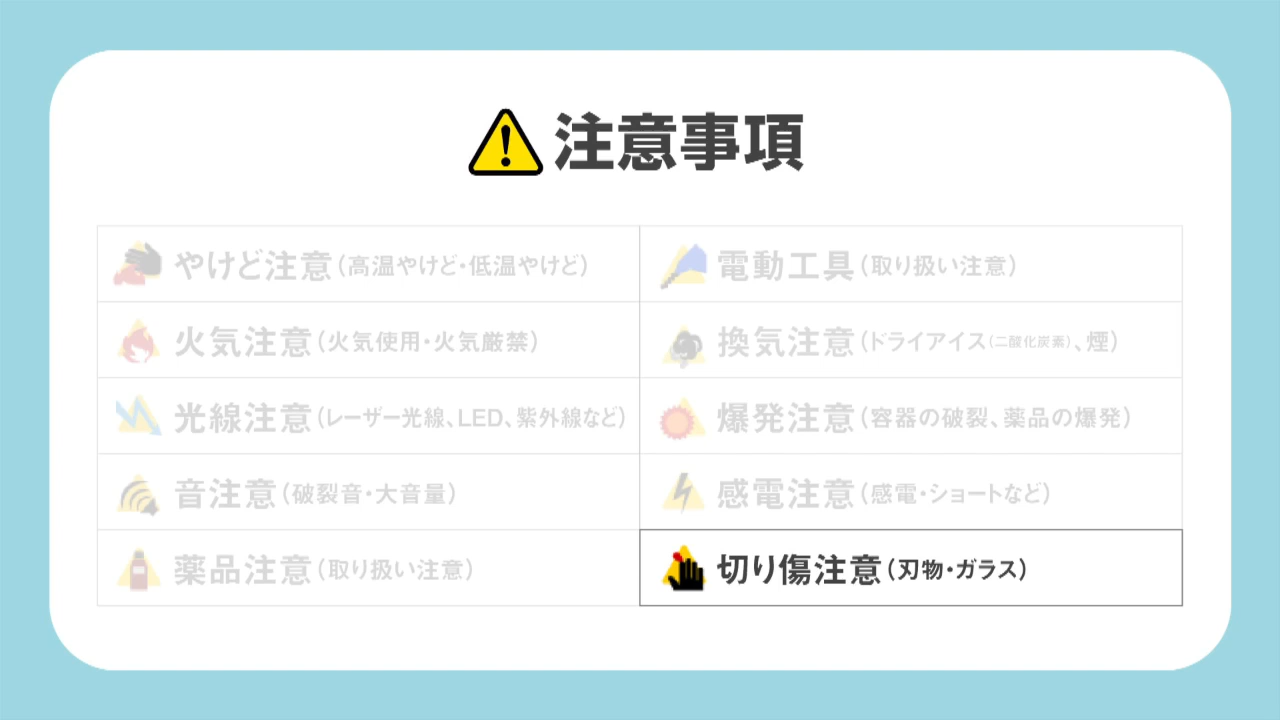 注意事項
やけど注意(高温やけど・低温やけど)
電動工具(取り扱い注意)
火気注意(火気使用・火気厳禁)
換気注意(ドライアイス(二酸化炭素)、煙)
光線注意(レーザー光線、LED、紫外線など)
爆発注意(容器の破裂、薬品の爆発)
音注意(破裂音・大音量)
感電注意(感電・ショートなど)
薬品注意(取り扱い注意)
切り傷注意(刃物・ガラス)